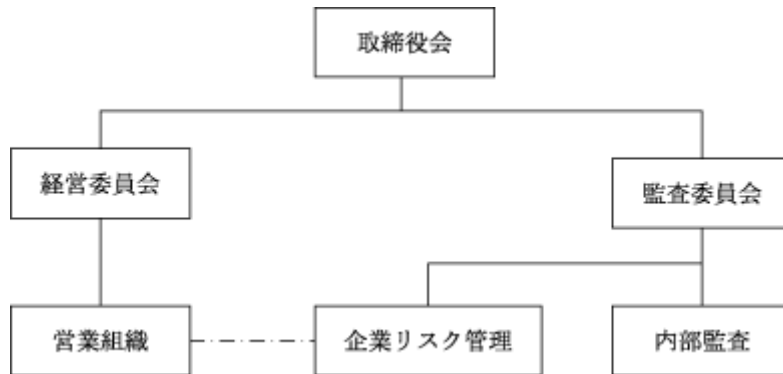 取締役会
経営委員会
監査委員会
営業組織
企業リスク管理
内部監査